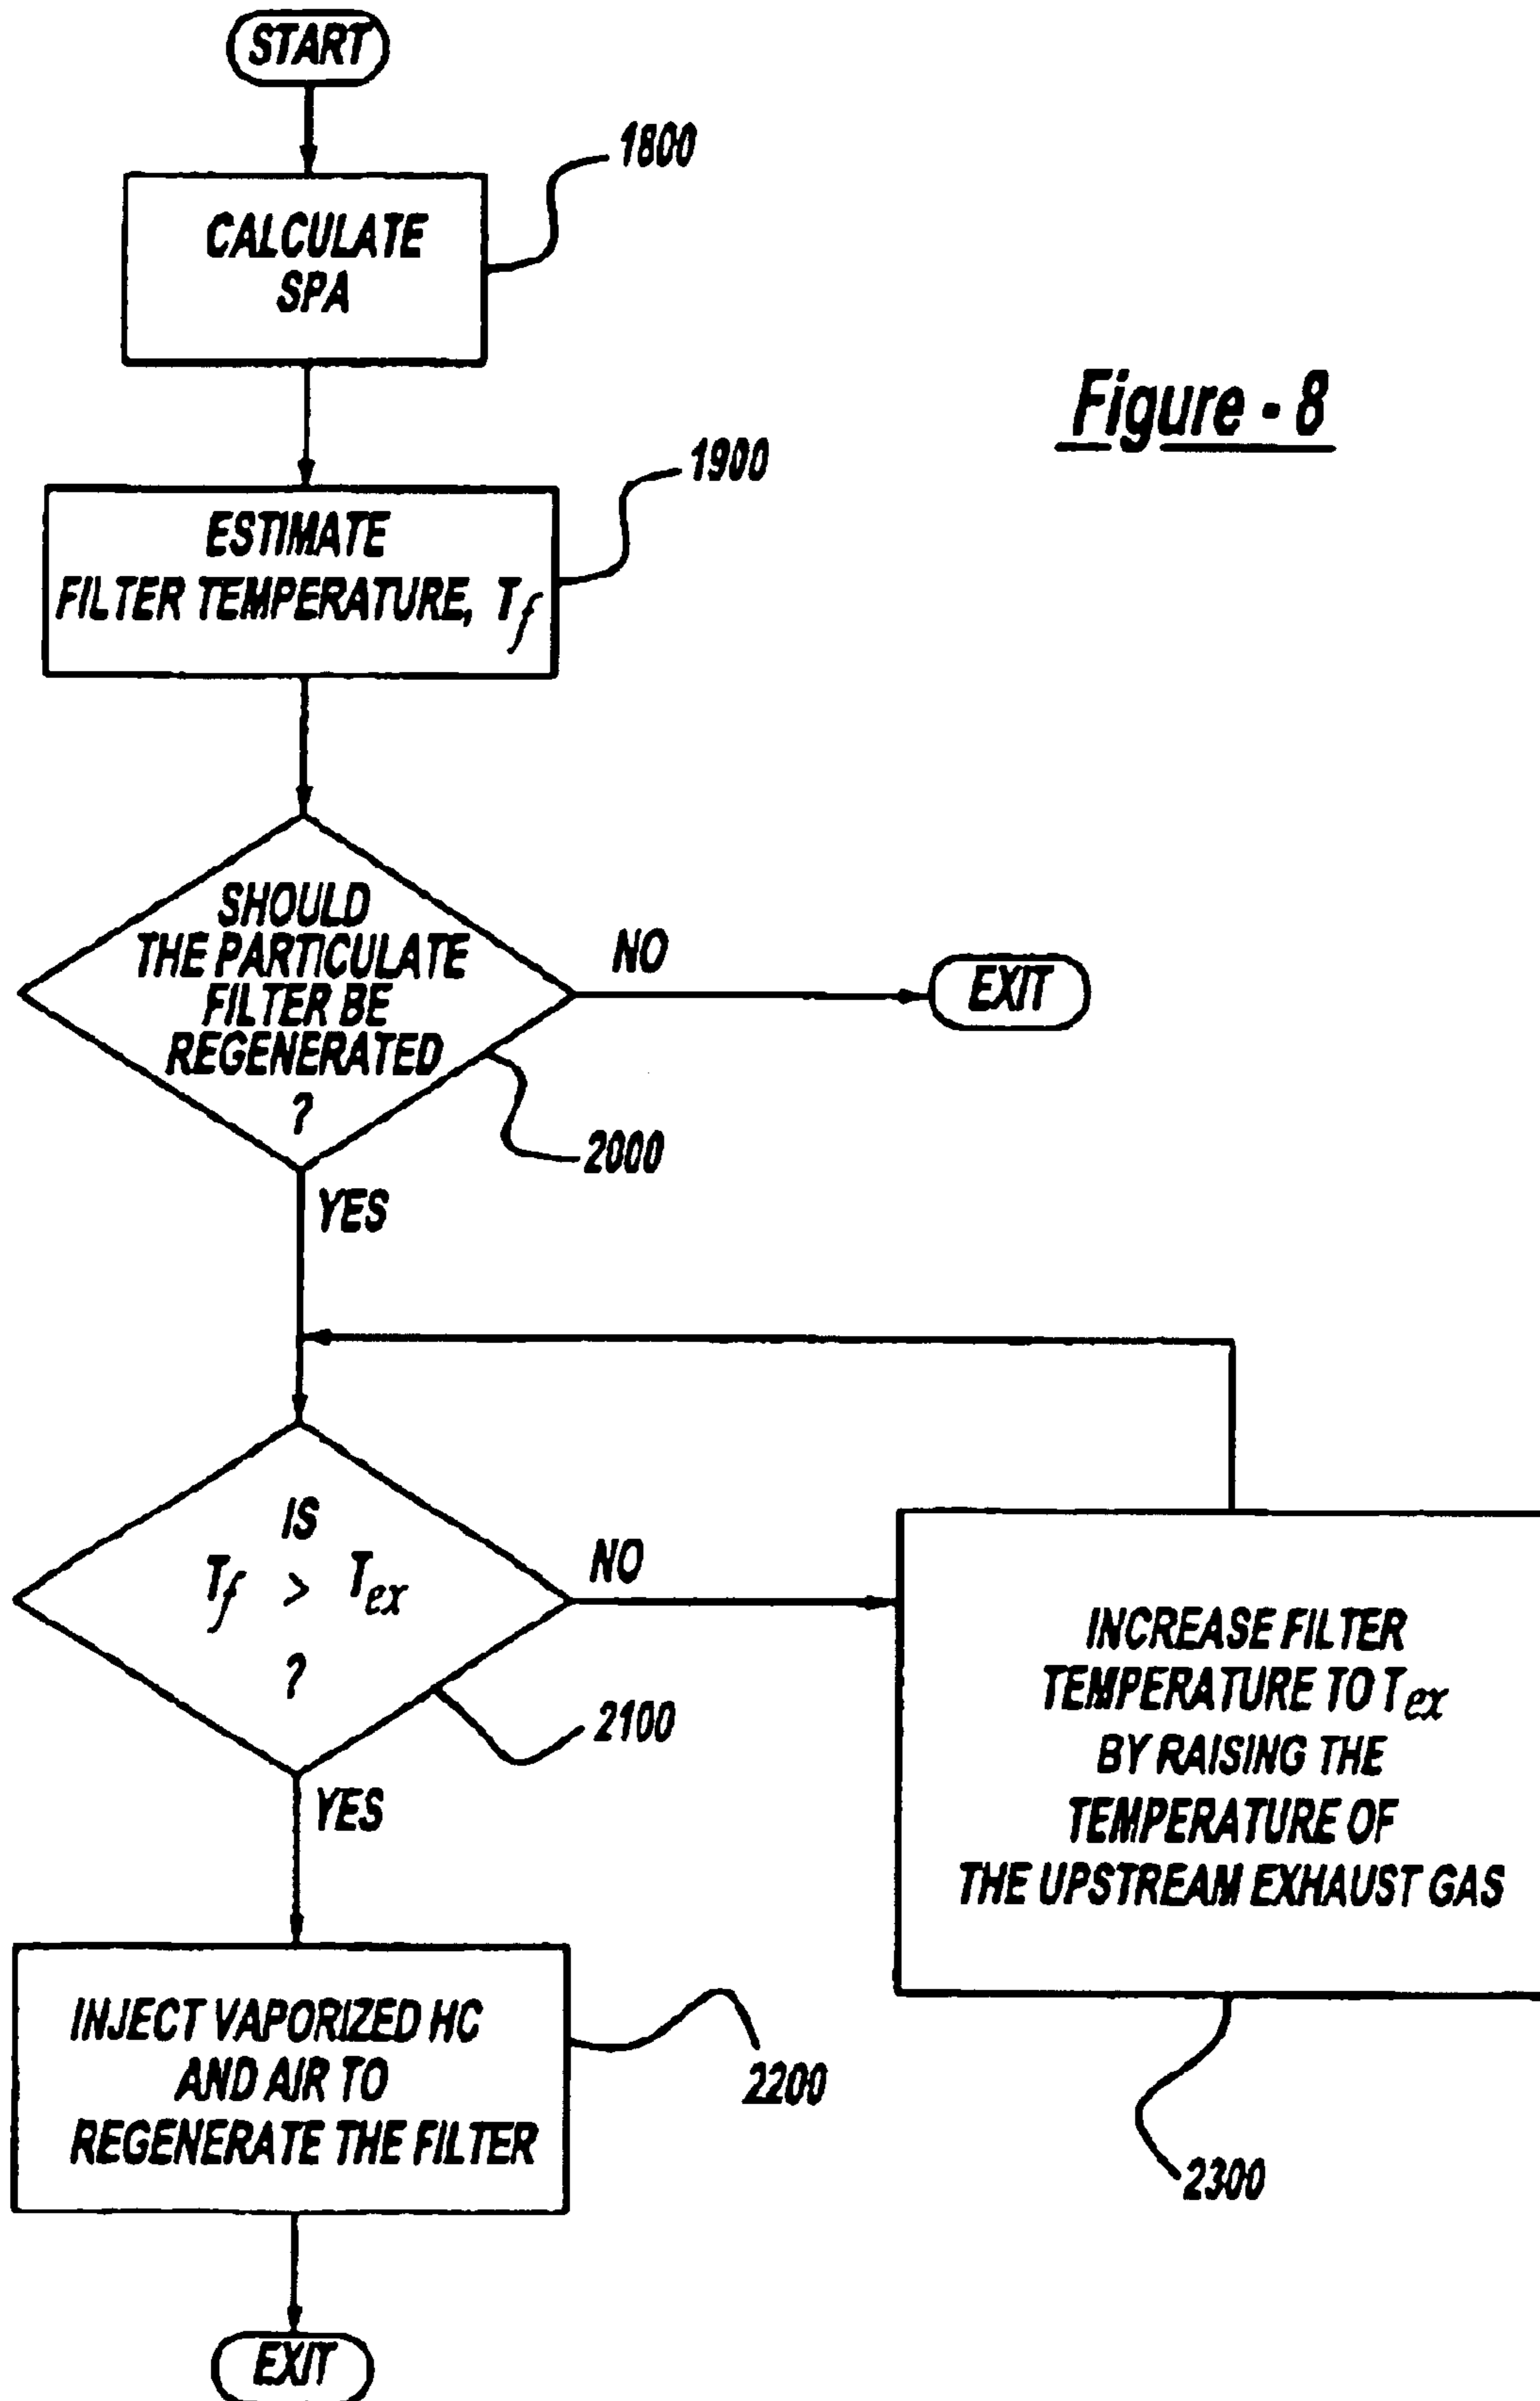 START
1800
CALCULATE
SPA
Figure - 8
1900
ESTIMATE
FILTER TEMPERATURE, Tf
SHOULD
THE PARTICULATE
FILTER BE
REGENERATED
?
NO
EXIT
2000
YES
IS
Tf > Tex
?
NO
2100
YES
INCREASE FILTER
TEMPERATURE TO Tex
BY RAISING THE
TEMPERATURE OF
THE UPSTREAM EXHAUST GAS
INJECT VAPORIZED HC
AND AIR TO
REGENERATE THE FILTER
2200
2300
EXIT